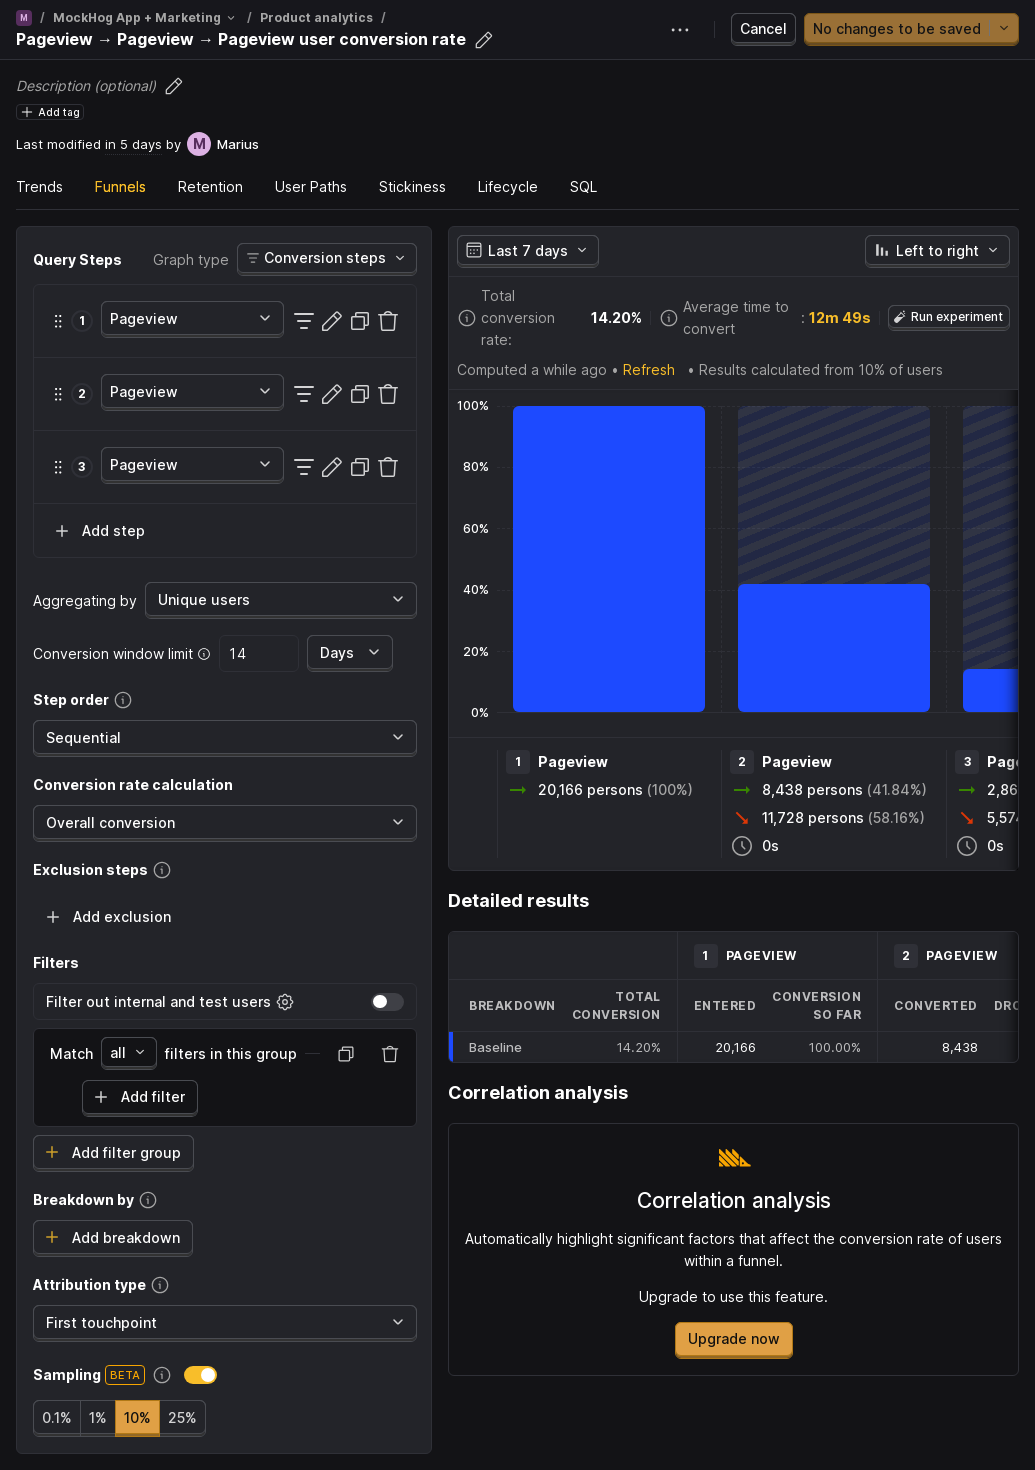 M / MockHog App + Marketing / Product analytics /
Pageview → Pageview → Pageview user conversion rate
Cancel
No changes to be saved
Description (optional)
Add tag
Last modified in 5 days by M Marius
Trends Funnels Retention User Paths Stickiness Lifecycle SQL
Query Steps
Graph type Conversion steps
1 Pageview
2 Pageview
3 Pageview
Add step
Aggregating by Unique users
Conversion window limit 14 Days
Step order
Sequential
Conversion rate calculation
Overall conversion
Exclusion steps
Add exclusion
Filters
Filter out internal and test users
Match all filters in this group
Add filter
Add filter group
Breakdown by
Add breakdown
Attribution type
First touchpoint
Sampling BETA
0.1% 1% 10% 25%
Last 7 days
Left to right
Total conversion rate: 14.20%
Average time to convert : 12m 49s
Run experiment
Computed a while ago • Refresh • Results calculated from 10% of users
100%
80%
60%
40%
20%
0%
1 Pageview
20,166 persons (100%)
2 Pageview
8,438 persons (41.84%)
11,728 persons (58.16%)
0s
3
0s
Detailed results
1 PAGEVIEW 2 PAGEVIEW
BREAKDOWN TOTAL CONVERSION ENTERED CONVERSION SO FAR CONVERTED
Baseline 14.20% 20,166 100.00% 8,438
Correlation analysis
Correlation analysis
Automatically highlight significant factors that affect the conversion rate of users
within a funnel.
Upgrade to use this feature.
Upgrade now